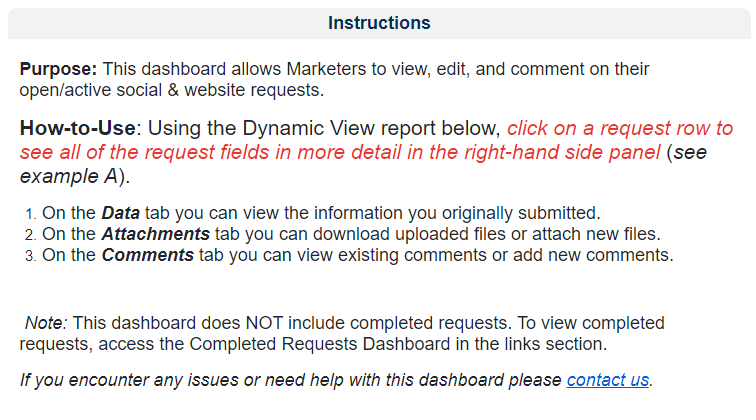 Instructions
Purpose: This dashboard allows Marketers to view, edit, and comment on their
open/active social & website requests.
How-to-Use: Using the Dynamic View report below, click on a request row to
see all of the request fields in more detail in the right-hand side panel (see
example A).
1. On the Data tab you can view the information you originally submitted.
2. On the Attachments tab you can download uploaded files or attach new files.
3. On the Comments tab you can view existing comments or add new comments.
Note: This dashboard does NOT include completed requests. To view completed
requests, access the Completed Requests Dashboard in the links section.
If you encounter any issues or need help with this dashboard please contact us.